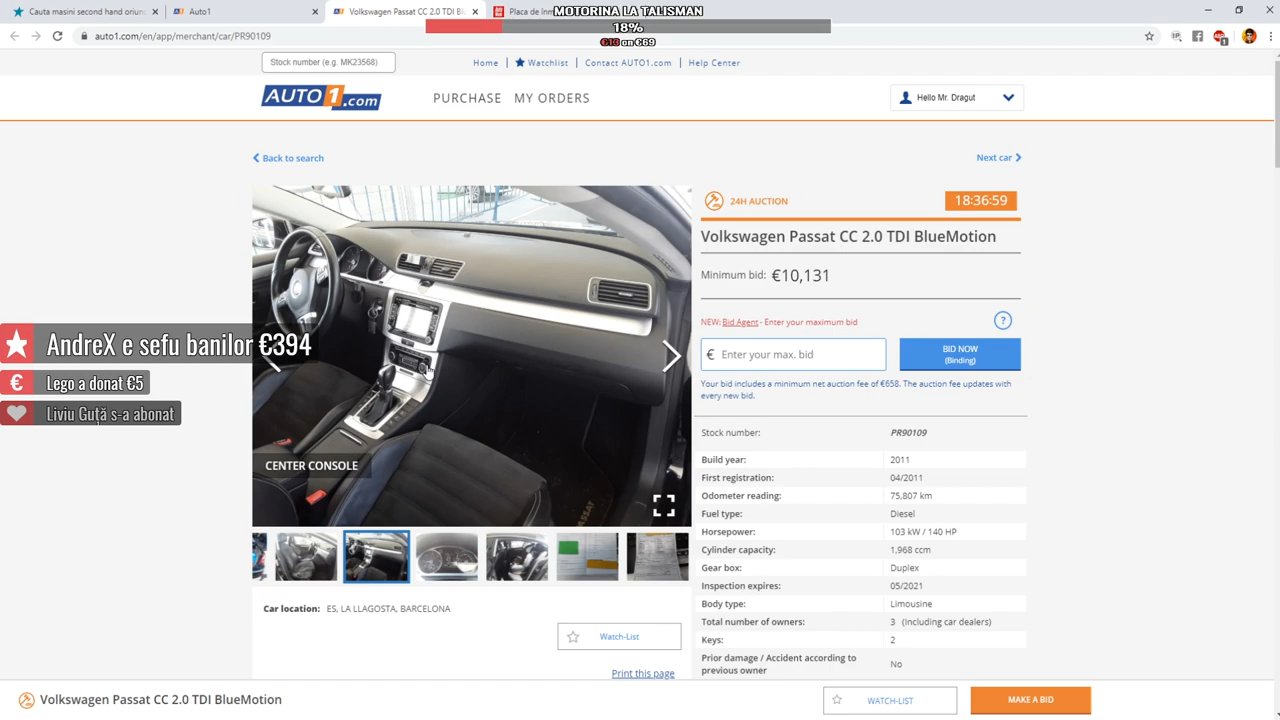 Cauta masini second hand oriun
Auto1
Volkswagen Passat CC 2.0 TDI BL
Placa de înm
MOTORINA LA TALISMAN
18%
€13 on €69
auto1.com/en/app/merchant/car/PR90109
Stock number (e.g. MK23568)
Home
Watchlist
Contact AUTO1.com
Help Center
AUTO1.com
PURCHASE
MY ORDERS
Hello Mr. Dragut
Back to search
Next car
24H AUCTION
18:36:59
Volkswagen Passat CC 2.0 TDI BlueMotion
Minimum bid: €10,131
NEW: Bid Agent - Enter your maximum bid
?
€ Enter your max. bid
BID NOW
(Binding)
Your bid includes a minimum net auction fee of €658. The auction fee updates with
every new bid.
AndreX e sefu banilor €394
€ Lego a donat €5
Liviu Guță s-a abonat
PASSAT
CENTER CONSOLE
Stock number: PR90109
Build year: 2011
First registration: 04/2011
Odometer reading: 75,807 km
Fuel type: Diesel
Horsepower: 103 kW / 140 HP
Cylinder capacity: 1,968 ccm
Gear box: Duplex
Inspection expires: 05/2021
Body type: Limousine
Total number of owners: 3 (Including car dealers)
Keys: 2
Prior damage / Accident according to
previous owner No
Car location: ES, LA LLAGOSTA, BARCELONA
Watch-List
Print this page
Volkswagen Passat CC 2.0 TDI BlueMotion
WATCH-LIST
MAKE A BID